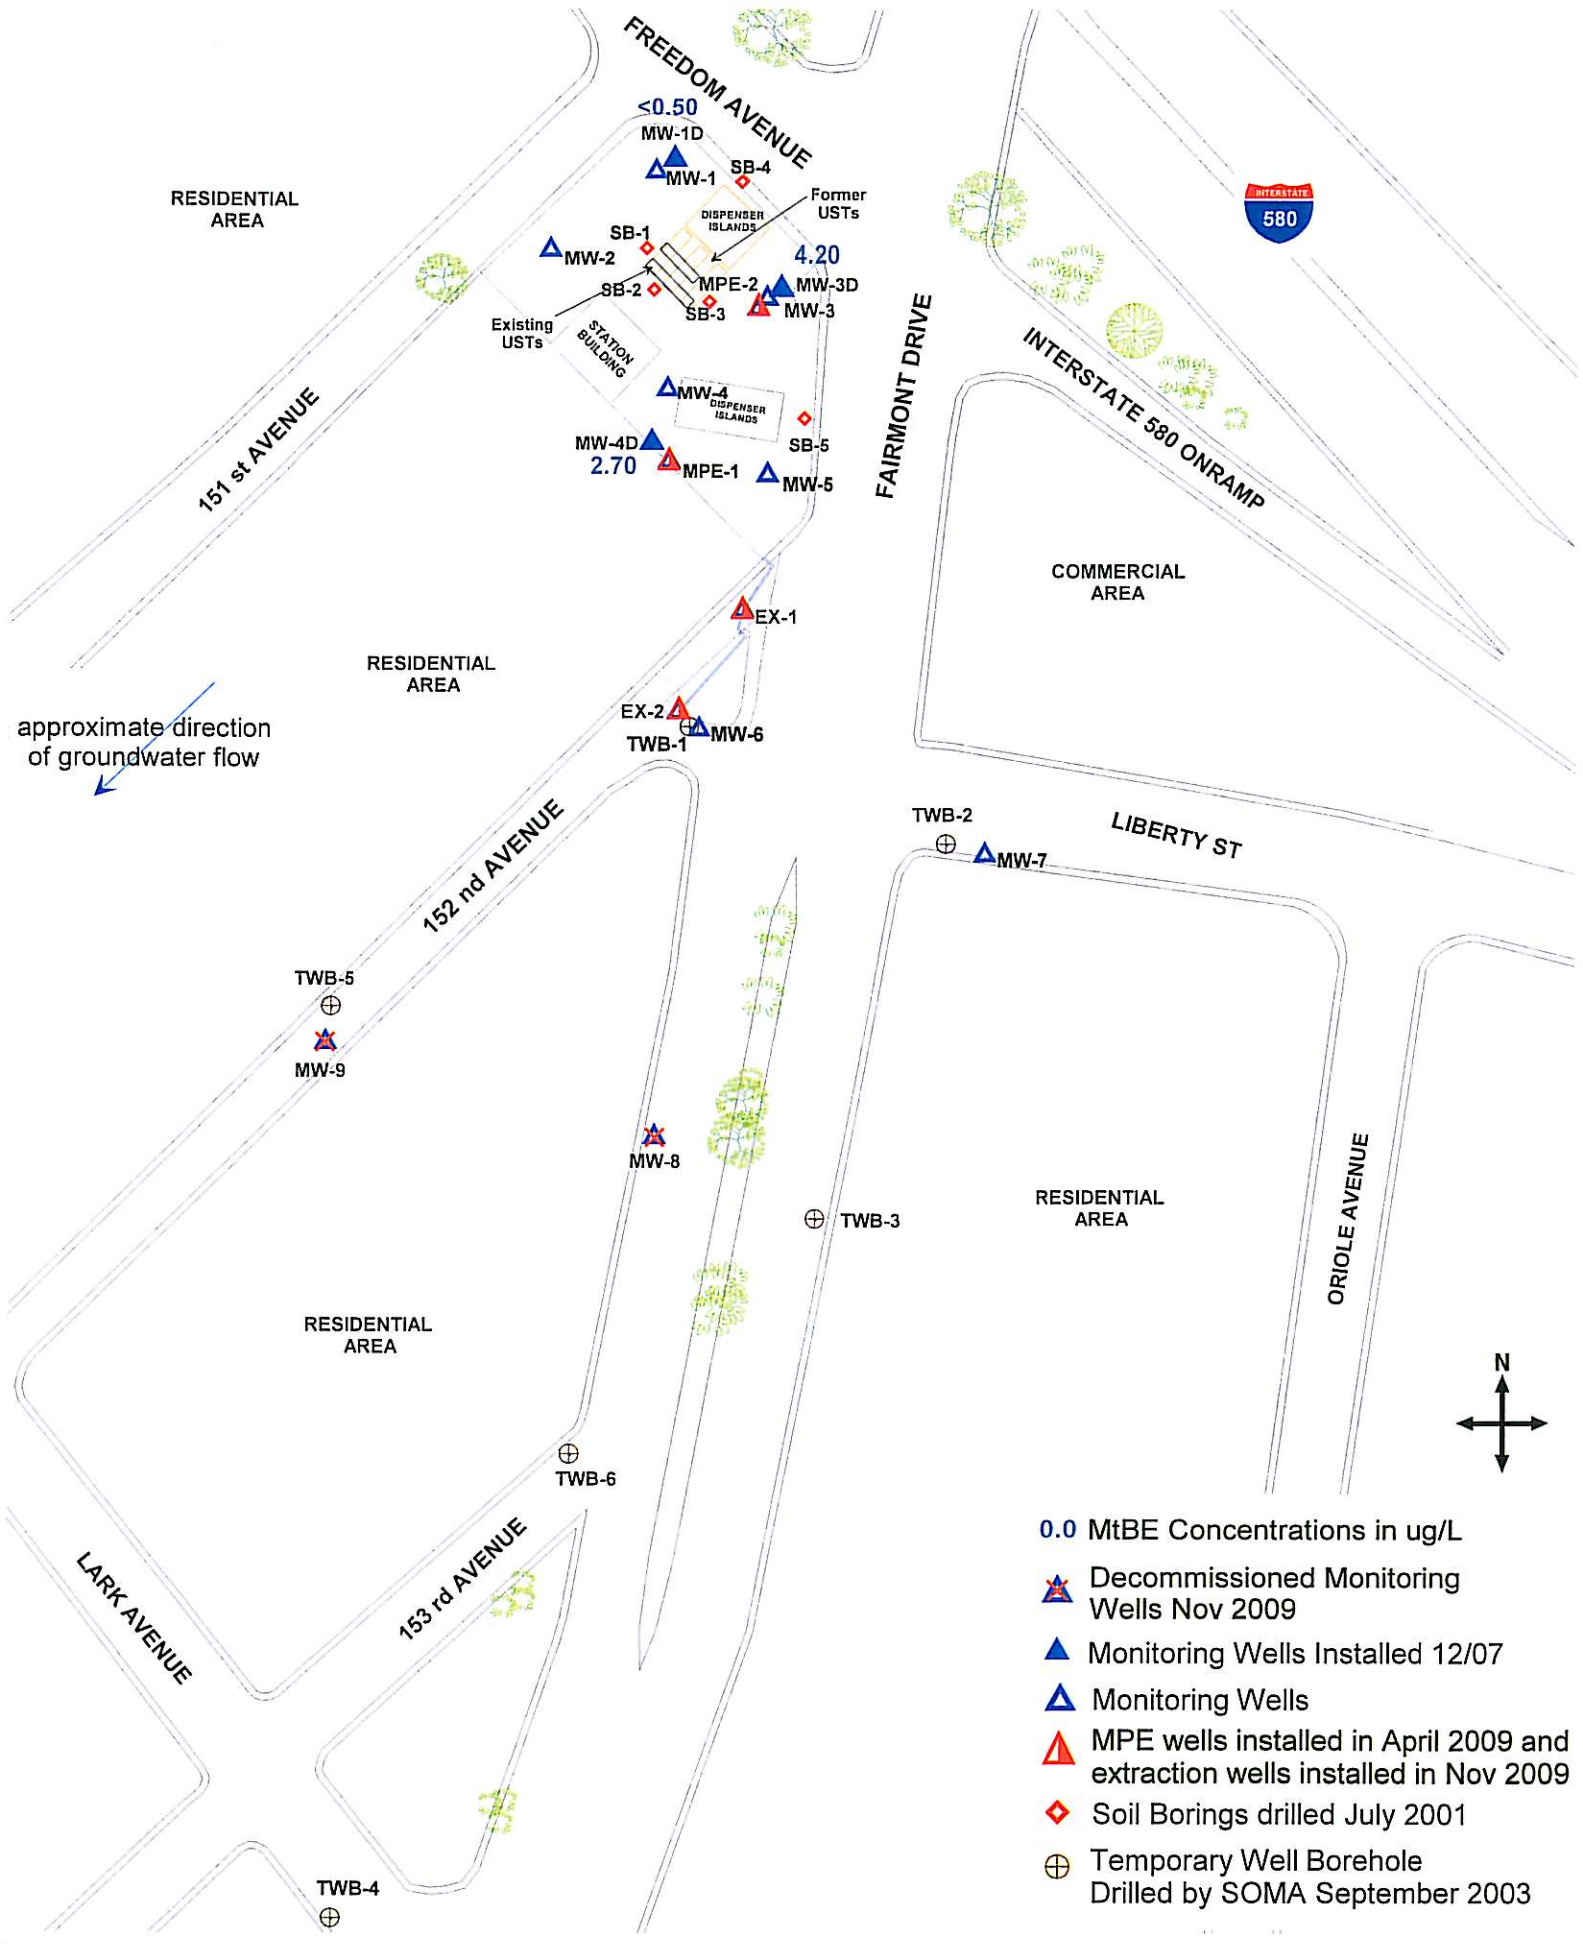 FREEDOM AVENUE
<0.50
MW-1D
MW-1
SB-4
Former
USTs
RESIDENTIAL
AREA
DISPENSER
ISLANDS
INTERSTATE
580
SB-1
MW-2
4.20
SB-2
MPE-2
MW-3D
SB-3
MW-3
Existing
USTs
STATION
BUILDING
FAIRMONT DRIVE
INTERSTATE 580 ONRAMP
MW-4
DISPENSER
ISLANDS
151 st AVENUE
MW-4D
SB-5
2.70
MPE-1
MW-5
COMMERCIAL
AREA
EX-1
RESIDENTIAL
AREA
EX-2
approximate direction
of groundwater flow
TWB-1
MW-6
TWB-2
LIBERTY ST
MW-7
152 nd AVENUE
TWB-5
MW-9
MW-8
TWB-3
RESIDENTIAL
AREA
ORIOLE AVENUE
RESIDENTIAL
AREA
N
TWB-6
153 rd AVENUE
LARK AVENUE
TWB-4
0.0 MtBE Concentrations in ug/L
Decommissioned Monitoring
Wells Nov 2009
Monitoring Wells Installed 12/07
Monitoring Wells
MPE wells installed in April 2009 and
extraction wells installed in Nov 2009
Soil Borings drilled July 2001
Temporary Well Borehole
Drilled by SOMA September 2003